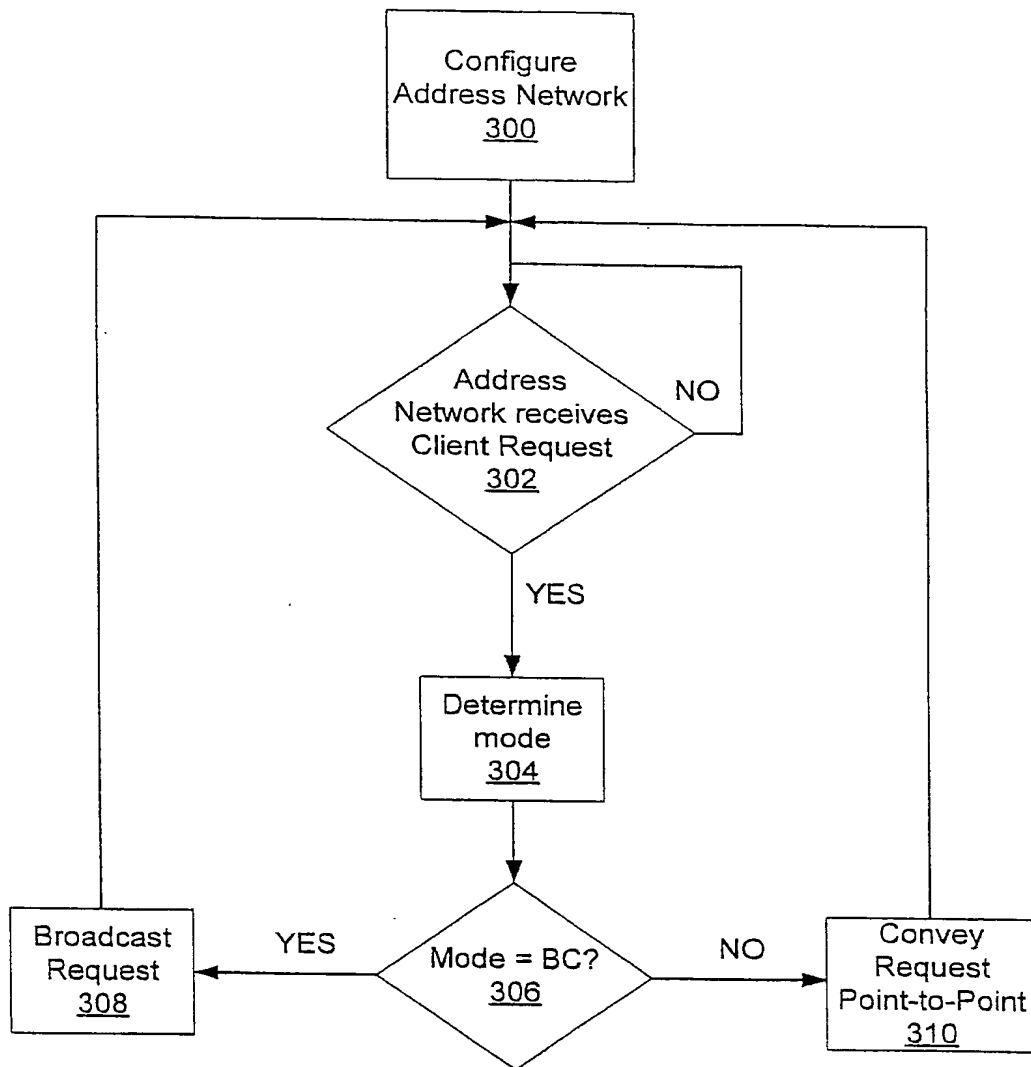 Configure
Address Network
300
Address
Network receives
Client Request
302
NO
YES
Determine
mode
304
Broadcast
Request
308
YES
Mode = BC?
306
NO
Convey
Request
Point-to-Point
310